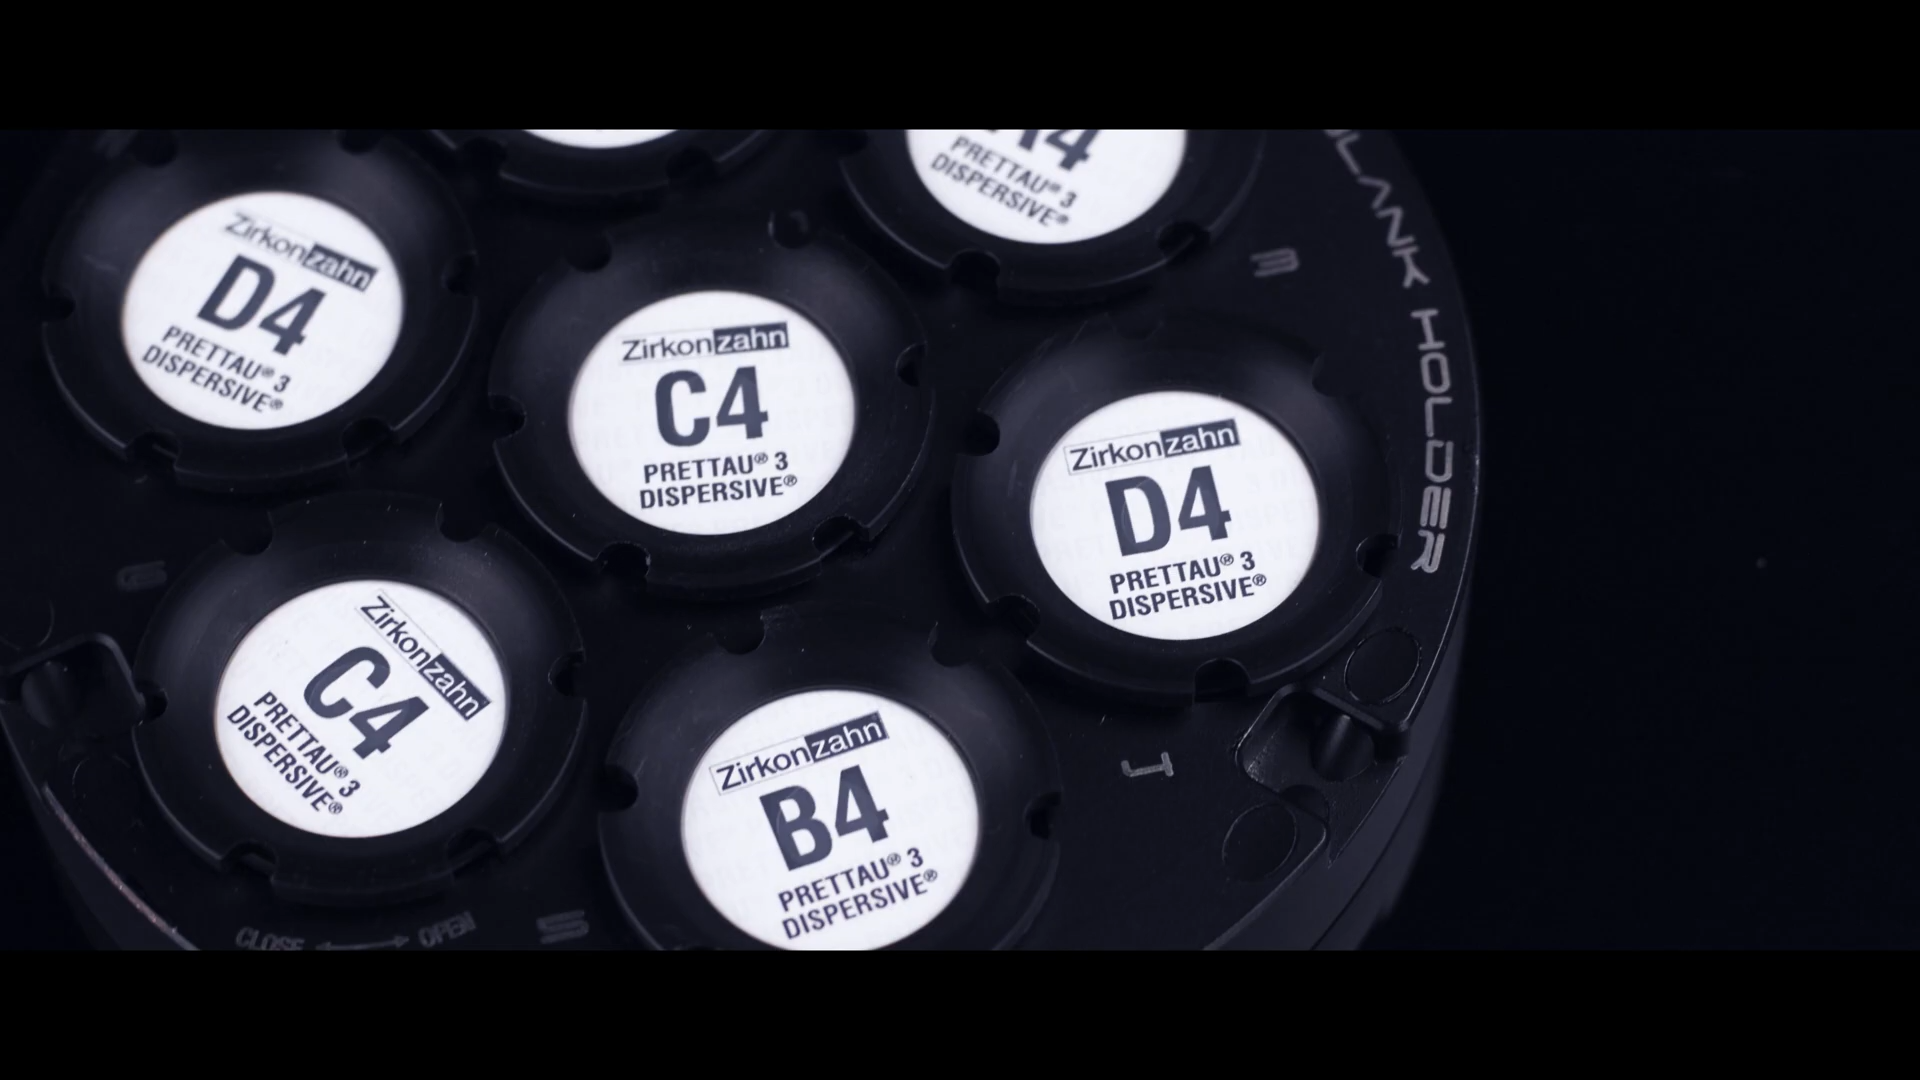 PRETTAU® 3
DISPERSIVE®
Zirkonzahn
D4
PRETTAU® 3
DISPERSIVE®
Zirkonzahn
C4
PRETTAU® 3
DISPERSIVE®
Zirkonzahn
D4
PRETTAU® 3
DISPERSIVE®
Zirkonzahn
C4
PRETTAU® 3
DISPERSIVE®
Zirkonzahn
B4
PRETTAU® 3
DISPERSIVE®
HOLDER
CLOSE ⟷ OPEN